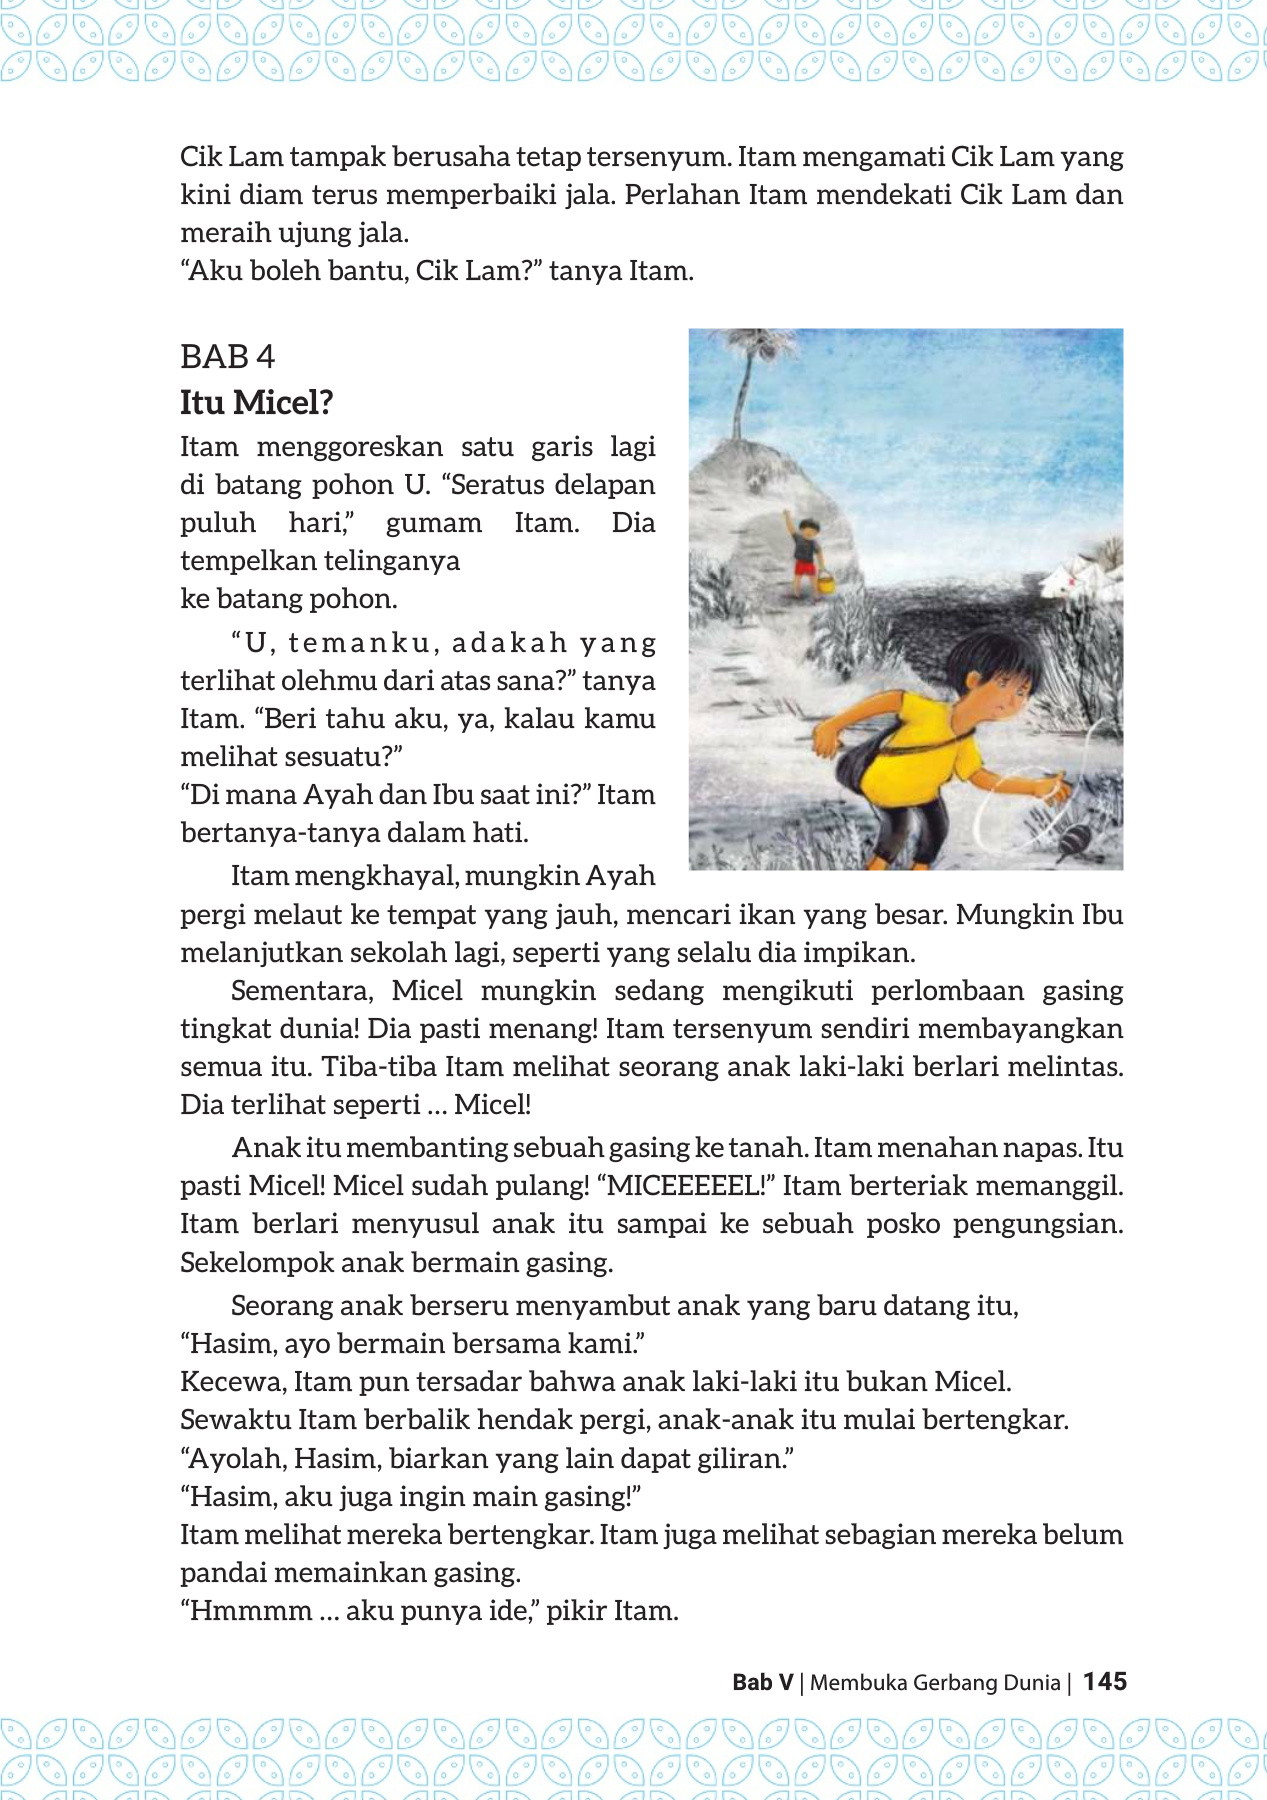 Cik Lam tampak berusaha tetap tersenyum. Itam mengamati Cik Lam yang
kini diam terus memperbaiki jala. Perlahan Itam mendekati Cik Lam dan
meraih ujung jala.
“Aku boleh bantu, Cik Lam?” tanya Itam.
BAB 4
Itu Micel?
Itam menggoreskan satu garis lagi
di batang pohon U. “Seratus delapan
puluh hari,” gumam Itam. Dia
tempelkan telinganya
ke batang pohon.
“U, temanku, adakah yang
terlihat olehmu dari atas sana?” tanya
Itam. “Beri tahu aku, ya, kalau kamu
melihat sesuatu?”
“Di mana Ayah dan Ibu saat ini?” Itam
bertanya-tanya dalam hati.
Itam mengkhayal, mungkin Ayah
pergi melaut ke tempat yang jauh, mencari ikan yang besar. Mungkin Ibu
melanjutkan sekolah lagi, seperti yang selalu dia impikan.
Sementara, Micel mungkin sedang mengikuti perlombaan gasing
tingkat dunia! Dia pasti menang! Itam tersenyum sendiri membayangkan
semua itu. Tiba-tiba Itam melihat seorang anak laki-laki berlari melintas.
Dia terlihat seperti … Micel!
Anak itu membanting sebuah gasing ke tanah. Itam menahan napas. Itu
pasti Micel! Micel sudah pulang! “MICEEEEEL!” Itam berteriak memanggil.
Itam berlari menyusul anak itu sampai ke sebuah posko pengungsian.
Sekelompok anak bermain gasing.
Seorang anak berseru menyambut anak yang baru datang itu,
“Hasim, ayo bermain bersama kami.”
Kecewa, Itam pun tersadar bahwa anak laki-laki itu bukan Micel.
Sewaktu Itam berbalik hendak pergi, anak-anak itu mulai bertengkar.
“Ayolah, Hasim, biarkan yang lain dapat giliran.”
“Hasim, aku juga ingin main gasing!”
Itam melihat mereka bertengkar. Itam juga melihat sebagian mereka belum
pandai memainkan gasing.
“Hmmmm … aku punya ide,” pikir Itam.
Bab V | Membuka Gerbang Dunia | 145